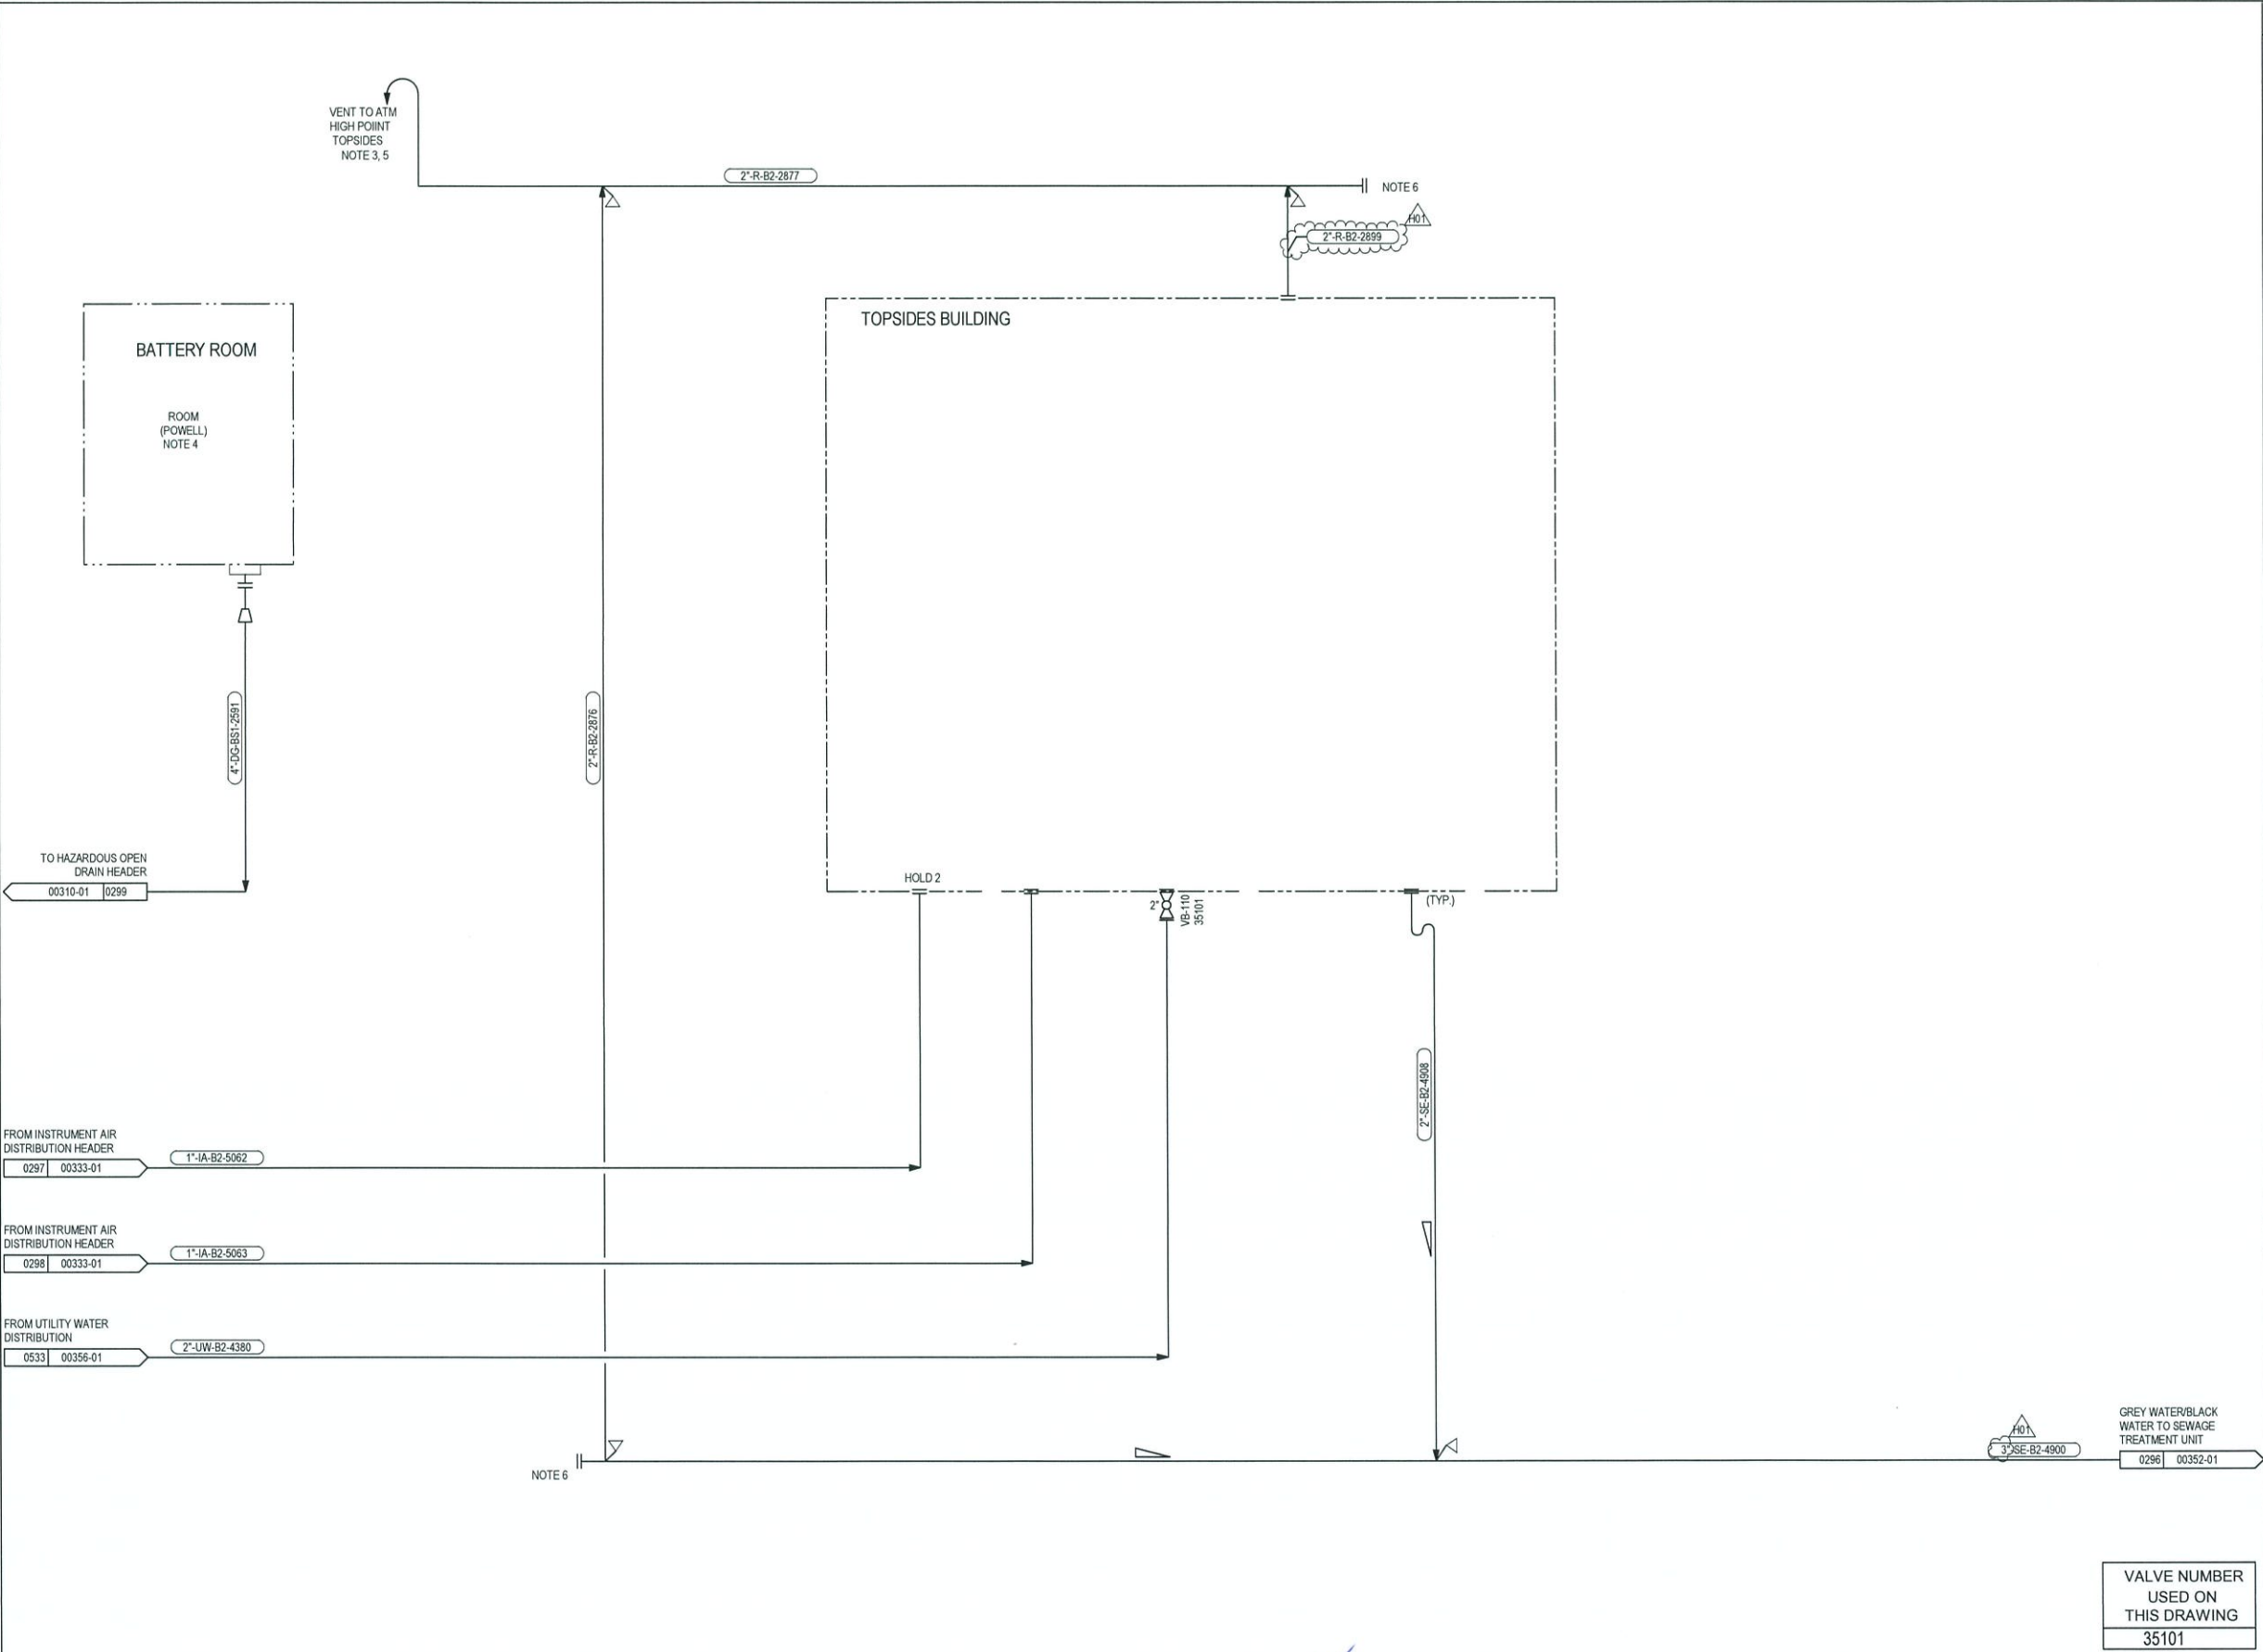 VENT TO ATM
HIGH POIINT
TOPSIDES
NOTE 3, 5
2"-R-B2-2877
NOTE 6
H01
2"-R-B2-2899
TOPSIDES BUILDING
BATTERY ROOM
ROOM
(POWELL)
NOTE 4
4"-DG-BS1-2591
2"-R-B2-2876
TO HAZARDOUS OPEN
DRAIN HEADER
00310-01 0299
HOLD 2
2"
VB-110
35101
(TYP.)
2"-SE-B2-4908
FROM INSTRUMENT AIR
DISTRIBUTION HEADER
0297 00333-01
1"-IA-B2-5062
FROM INSTRUMENT AIR
DISTRIBUTION HEADER
0298 00333-01
1"-IA-B2-5063
FROM UTILITY WATER
DISTRIBUTION
0533 00356-01
2"-UW-B2-4380
NOTE 6
H01
3"-SE-B2-4900
GREY WATER/BLACK
WATER TO SEWAGE
TREATMENT UNIT
0296 00352-01
VALVE NUMBER
USED ON
THIS DRAWING
35101